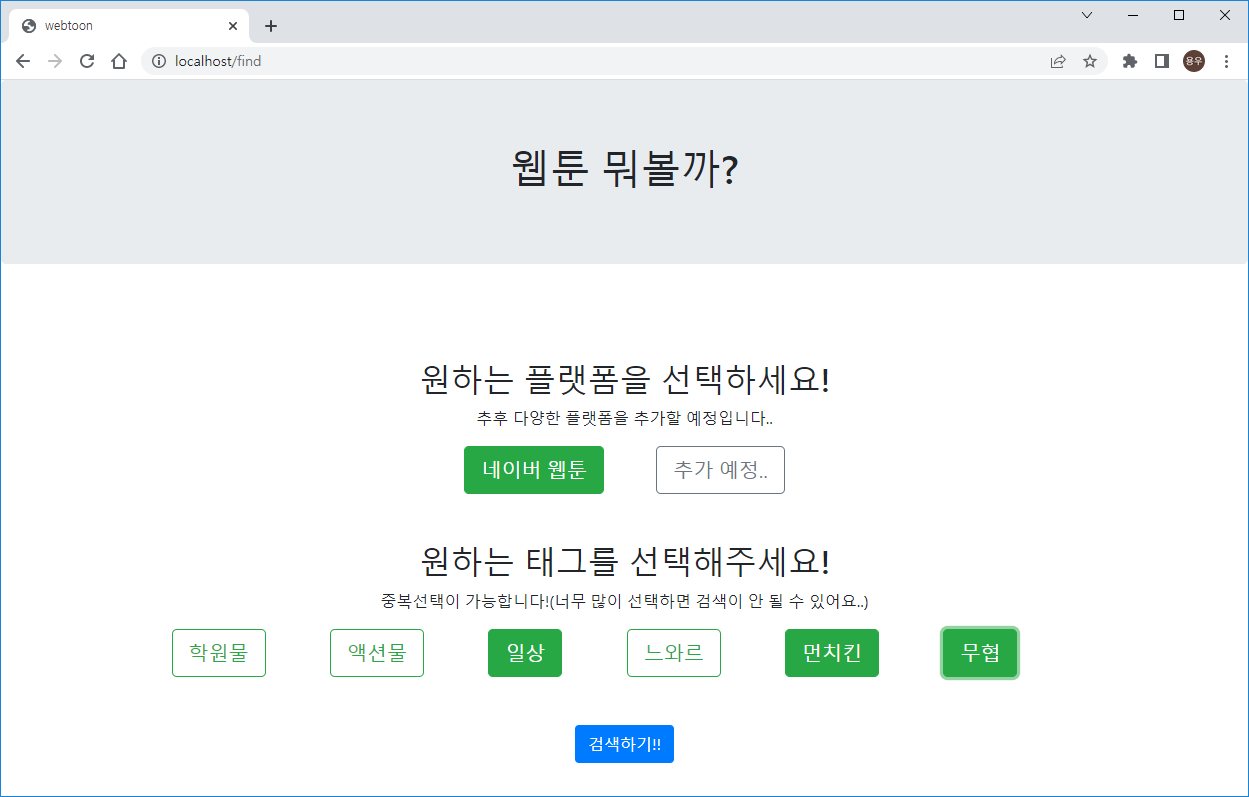 webtoon
localhost/find
용우
웹툰 뭐볼까?
원하는 플랫폼을 선택하세요!
추후 다양한 플랫폼을 추가할 예정입니다..
네이버 웹툰 추가 예정..
원하는 태그를 선택해주세요!
중복선택이 가능합니다!(너무 많이 선택하면 검색이 안 될 수 있어요..)
학원물 액션물 일상 느와르 먼치킨 무협
검색하기!!